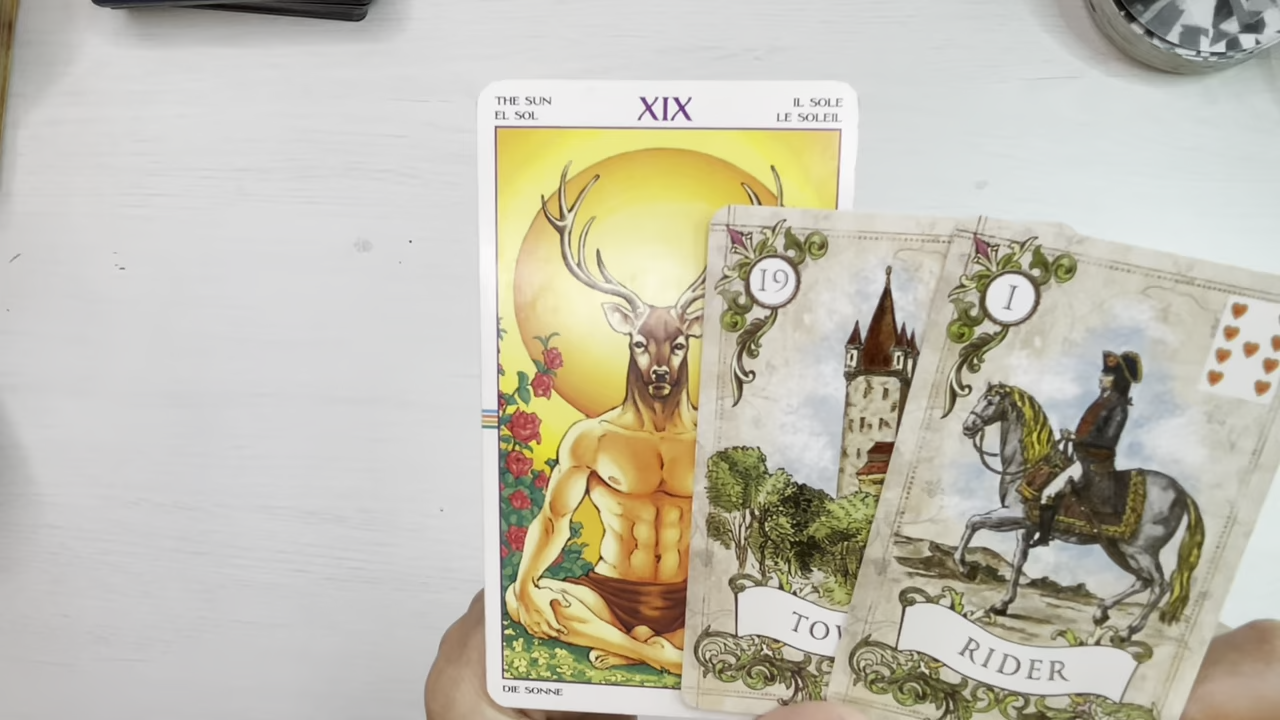 THE SUN
EL SOL
XIX
IL SOLE
LE SOLEIL
19
I
RIDER
DIE SONNE